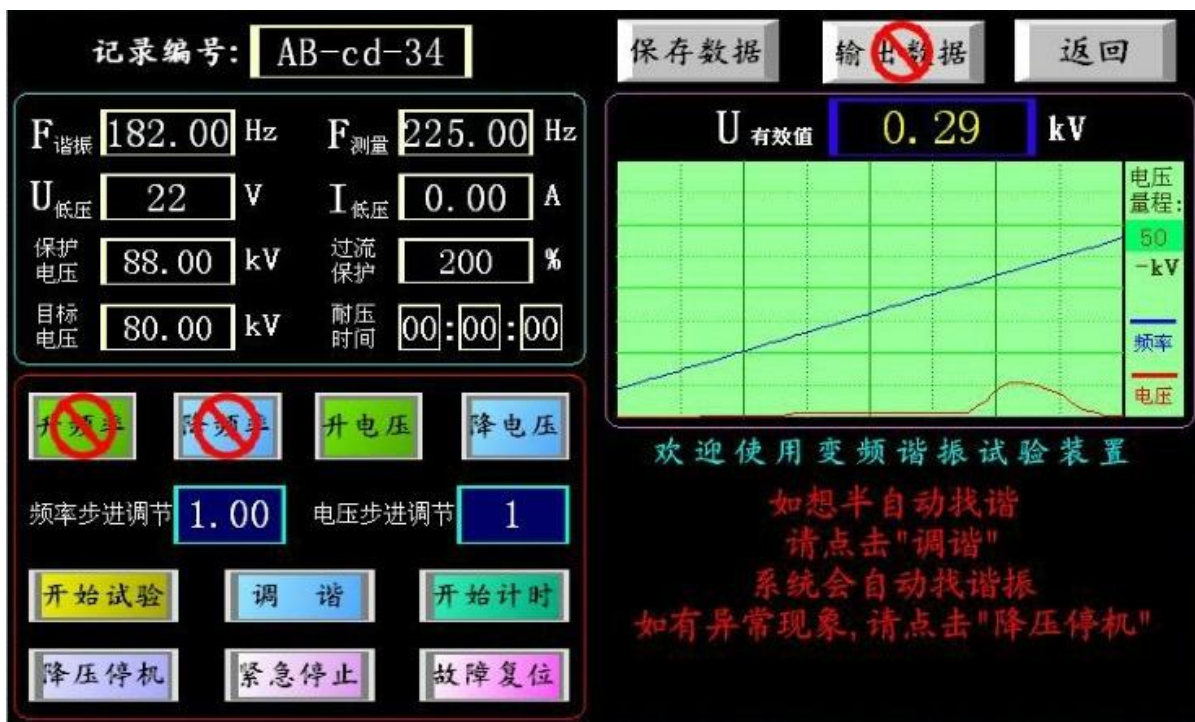 记录编号: AB-cd-34
保存数据 输出数据 返回
F谐振 182.00 Hz F测量 225.00 Hz
U低压 22 V I低压 0.00 A
保护电压 88.00 kV 过流保护 200 %
目标电压 80.00 kV 耐压时间 00:00:00
U有效值 0.29 kV
电压
量程:
50
-kV
频率
电压
升频率 降频率 升电压 降电压
频率步进调节 1.00 电压步进调节 1
开始试验 调 谐 开始计时
降压停机 紧急停止 故障复位
欢迎使用变频谐振试验装置
如想半自动找谐
请点击"调谐"
系统会自动找谐振
如有异常现象,请点击"降压停机"